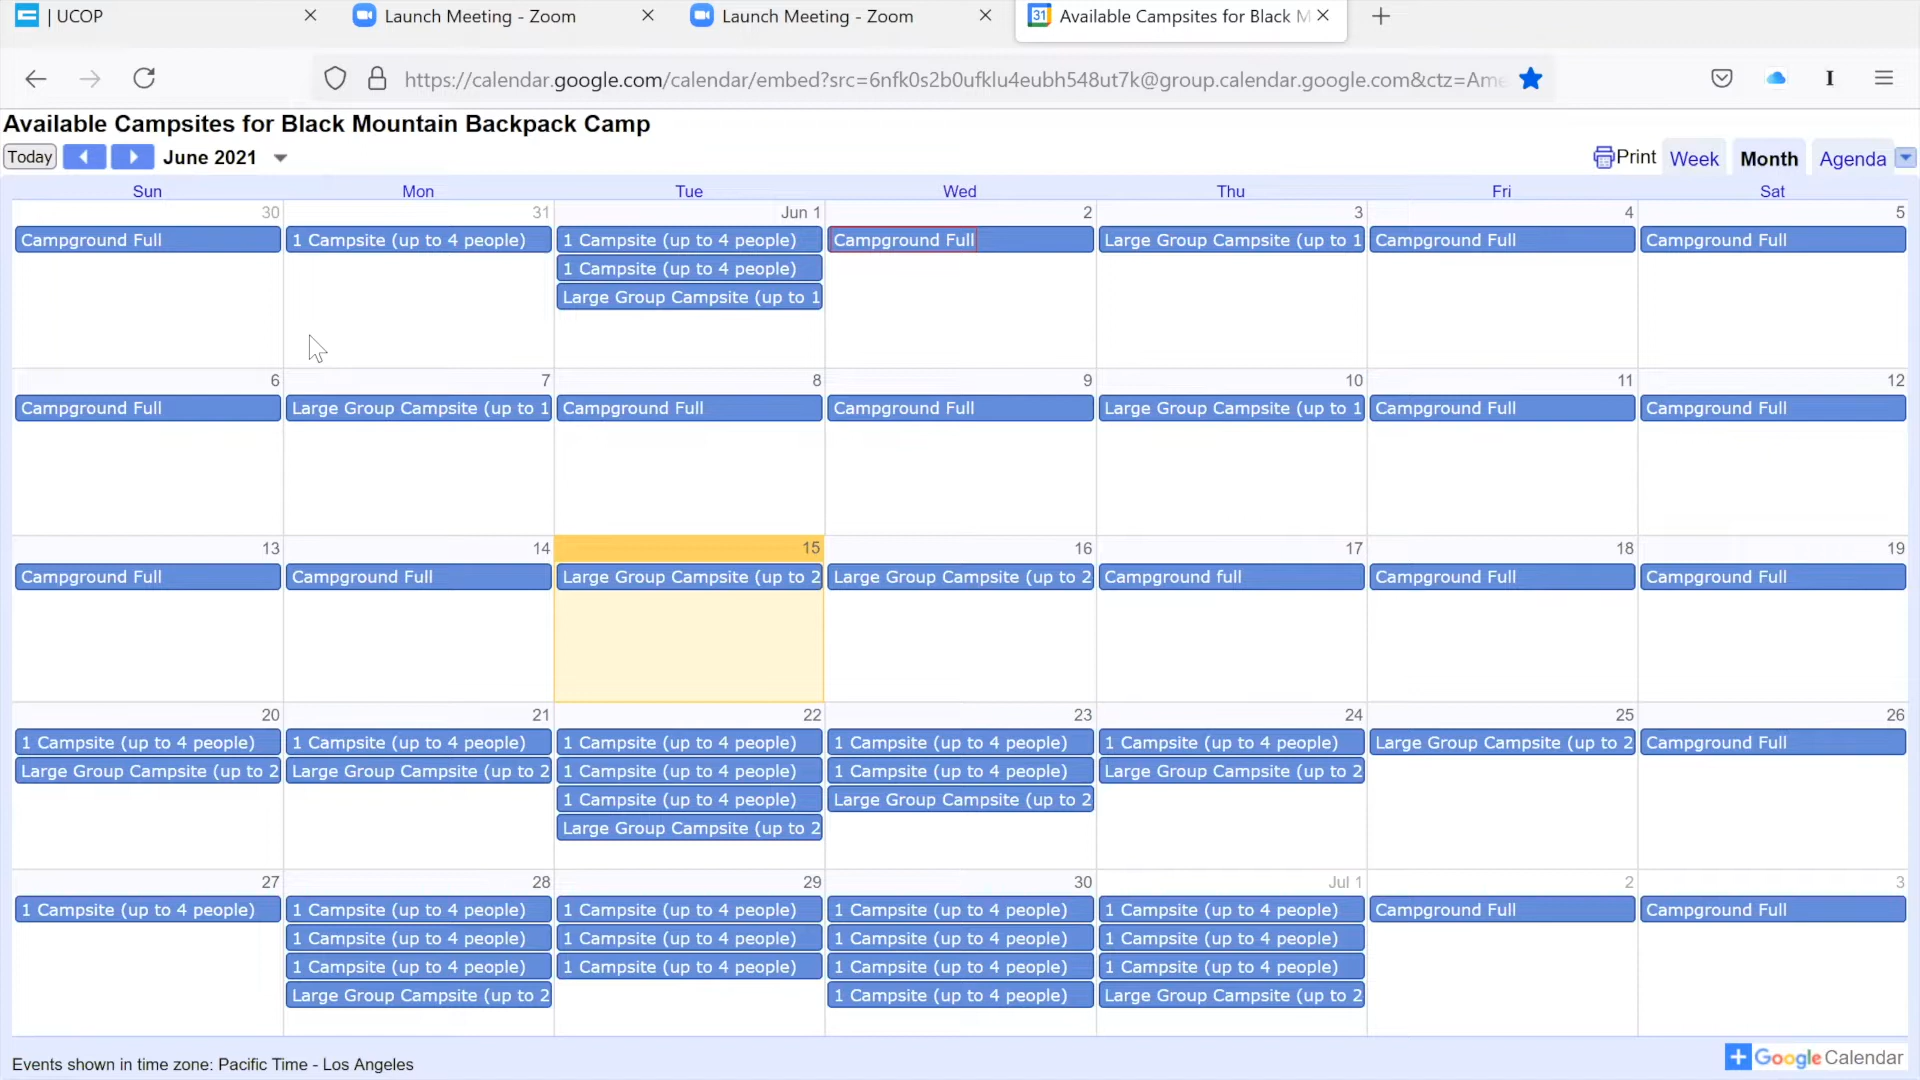 | UCOP
Launch Meeting - Zoom
Launch Meeting - Zoom
31 Available Campsites for Black M
https://calendar.google.com/calendar/embed?src=6nfk0s2b0ufklu4eubh548ut7k@group.calendar.google.com&ctz=Ame
Available Campsites for Black Mountain Backpack Camp
Today June 2021 Print Week Month Agenda
Sun Mon Tue Wed Thu Fri Sat
30 31 Jun 1 2 3 4 5
Campground Full 1 Campsite (up to 4 people) 1 Campsite (up to 4 people) Campground Full Large Group Campsite (up to 1 Campground Full Campground Full
1 Campsite (up to 4 people)
Large Group Campsite (up to 1
6 7 8 9 10 11 12
Campground Full Large Group Campsite (up to 1 Campground Full Campground Full Large Group Campsite (up to 1 Campground Full Campground Full
13 14 15 16 17 18 19
Campground Full Campground Full Large Group Campsite (up to 2 Large Group Campsite (up to 2 Campground full Campground Full Campground Full
20 21 22 23 24 25 26
1 Campsite (up to 4 people) 1 Campsite (up to 4 people) 1 Campsite (up to 4 people) 1 Campsite (up to 4 people) 1 Campsite (up to 4 people) Large Group Campsite (up to 2 Campground Full
Large Group Campsite (up to 2 Large Group Campsite (up to 2 1 Campsite (up to 4 people) 1 Campsite (up to 4 people) Large Group Campsite (up to 2
1 Campsite (up to 4 people) Large Group Campsite (up to 2
Large Group Campsite (up to 2
27 28 29 30 Jul 1 2 3
1 Campsite (up to 4 people) 1 Campsite (up to 4 people) 1 Campsite (up to 4 people) 1 Campsite (up to 4 people) 1 Campsite (up to 4 people) Campground Full Campground Full
1 Campsite (up to 4 people) 1 Campsite (up to 4 people) 1 Campsite (up to 4 people) 1 Campsite (up to 4 people)
1 Campsite (up to 4 people) 1 Campsite (up to 4 people) 1 Campsite (up to 4 people) 1 Campsite (up to 4 people)
Large Group Campsite (up to 2 1 Campsite (up to 4 people) Large Group Campsite (up to 2
Events shown in time zone: Pacific Time - Los Angeles
Google Calendar